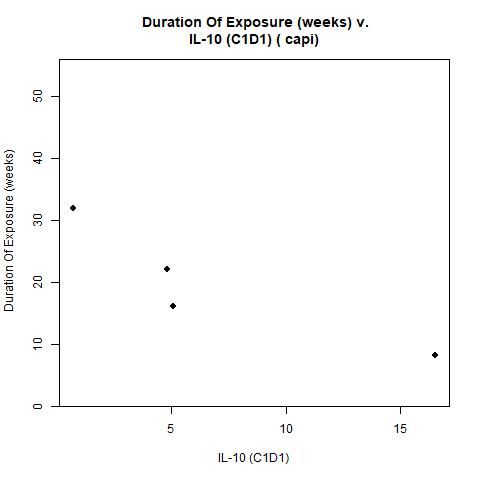 Duration Of Exposure (weeks) v.
IL-10 (C1D1) ( capi)
Duration Of Exposure (weeks)
50
40
30
20
10
0
5 10 15
IL-10 (C1D1)